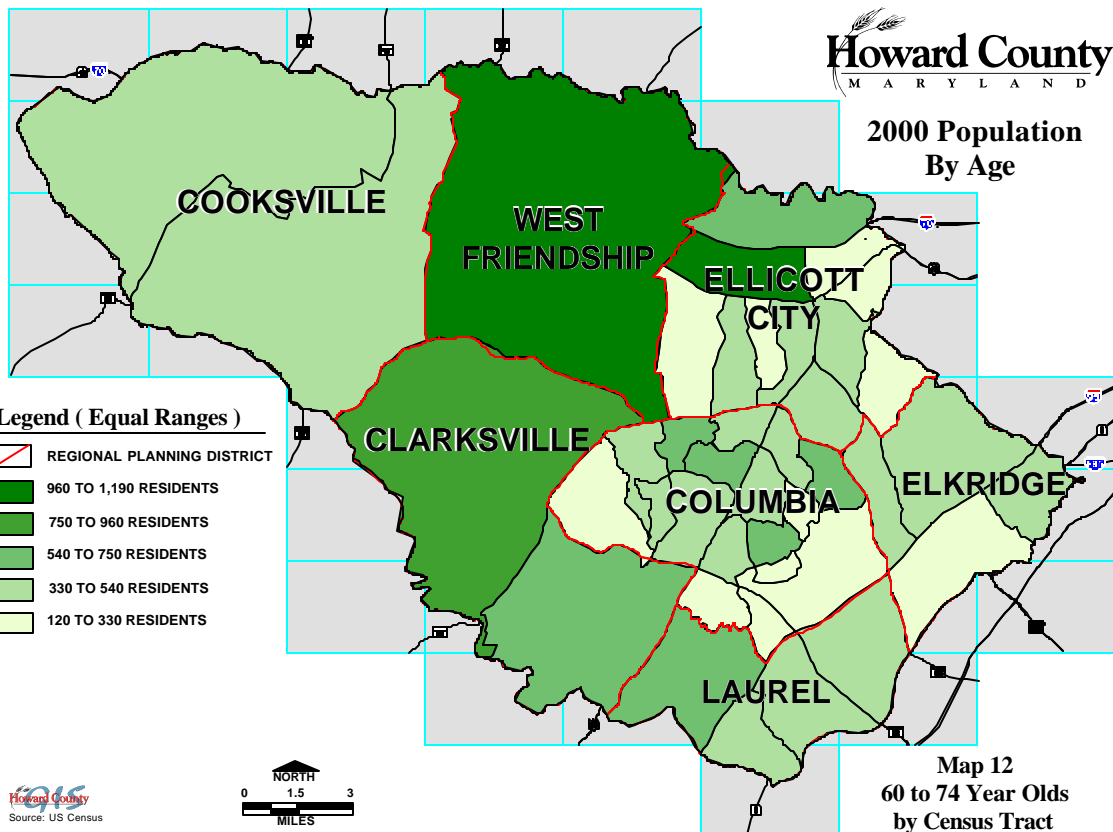 Howard County
MARYLAND
2000 Population
By Age
COOKSVILLE
WEST
FRIENDSHIP
ELLICOTT
CITY
Legend ( Equal Ranges )
REGIONAL PLANNING DISTRICT
960 TO 1,190 RESIDENTS
750 TO 960 RESIDENTS
540 TO 750 RESIDENTS
330 TO 540 RESIDENTS
120 TO 330 RESIDENTS
CLARKSVILLE
COLUMBIA
ELKRIDGE
LAUREL
NORTH
0 1.5 3
MILES
Howard County
GIS
Source: US Census
Map 12
60 to 74 Year Olds
by Census Tract